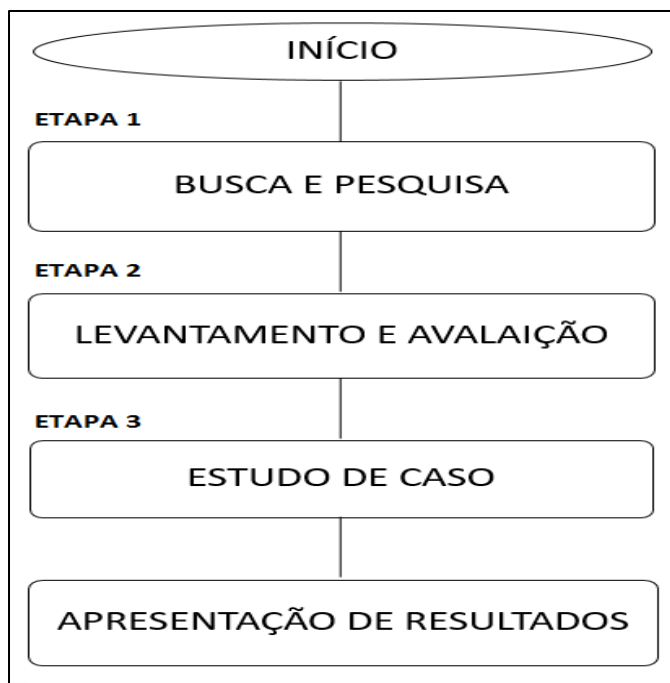 INÍCIO
ETAPA 1
BUSCA E PESQUISA
ETAPA 2
LEVANTAMENTO E AVALAIÇÃO
ETAPA 3
ESTUDO DE CASO
APRESENTAÇÃO DE RESULTADOS